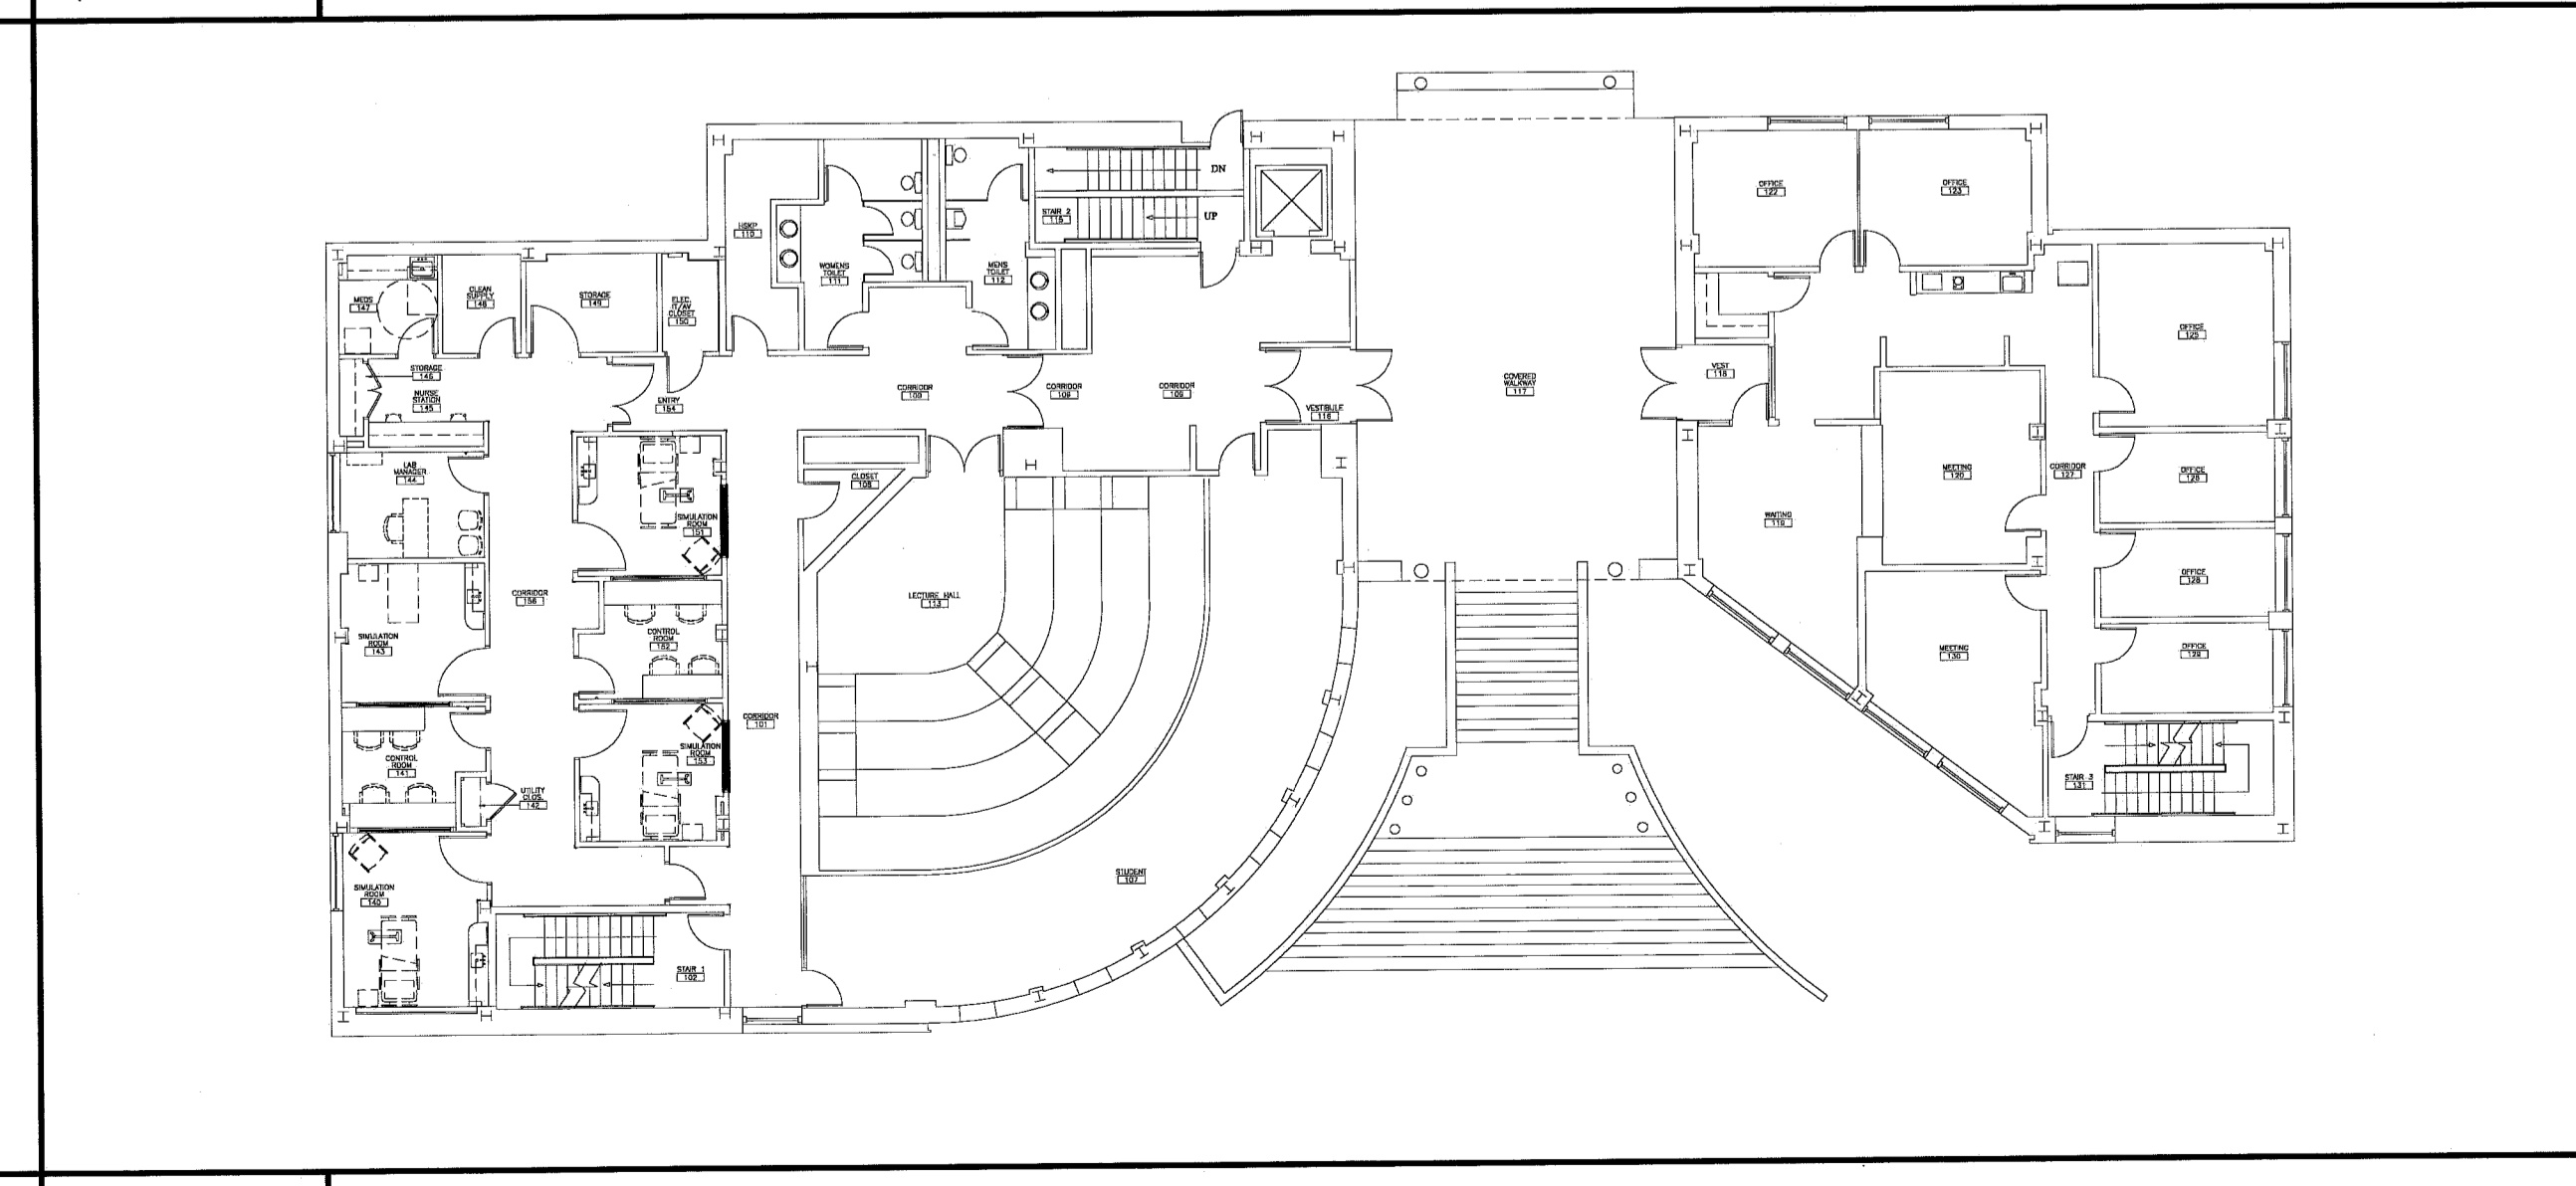 DN
UP
STAIR 2
115
HSKP
110
WOMENS
TOILET
111
MENS
TOILET
112
OFFICE
122
OFFICE
123
MEDS
147
CLEAN
SUPPLY
148
STORAGE
149
ELEC.
IT/AV
CLOSET
150
STORAGE
146
NURSE
STATION
145
ENTRY
154
CORRIDOR
CORRIDOR
109
CORRIDOR
109
VESTIBULE
116
COVERED
WALKWAY
117
VEST
118
OFFICE
125
LAB
MANAGER
144
SIMULATION
ROOM
151
CLOSET
MEETING
120
CORRIDOR
127
OFFICE
WAITING
119
OFFICE
128
SIMULATION
ROOM
143
CORRIDOR
156
CONTROL
ROOM
152
LECTURE HALL
113
MEETING
130
OFFICE
129
CORRIDOR
101
CONTROL
ROOM
141
UTILITY
CLOS.
142
SIMULATION
ROOM
153
STAIR 3
131
SIMULATION
ROOM
140
STUDENT
107
STAIR 1
102